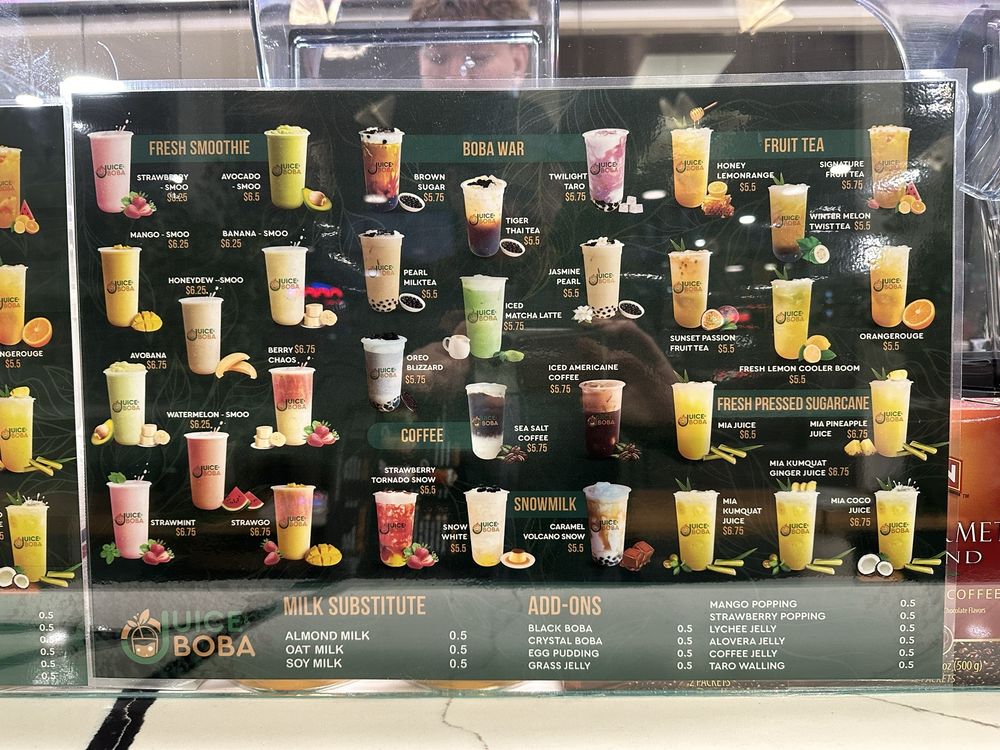 FRESH SMOOTHIE
STRAWBERRY
- SMOO
$6.25
AVOCADO
- SMOO
$6.5
MANGO - SMOO
$6.25
BANANA - SMOO
$6.25
HONEYDEW - SMOO
$6.25
AVOBANA
$6.75
BERRY $6.75
CHAOS
WATERMELON - SMOO
$6.25
STRAWMINT
$6.75
STRAWGO
$6.75
BOBA WAR
BROWN
SUGAR
$5.75
TWILIGHT
TARO
$6.75
TIGER
THAI TEA
$5.5
PEARL
MILKTEA
$5.5
JASMINE
PEARL
$5.5
ICED
MATCHA LATTE
$5.75
OREO
BLIZZARD
$5.75
COFFEE
ICED AMERICAINE
COFFEE
$5.75
SEA SALT
COFFEE
$5.75
SNOWMILK
STRAWBERRY
TORNADO SNOW
$5.5
SNOW
WHITE
$5.5
CARAMEL
VOLCANO SNOW
$5.5
FRUIT TEA
HONEY
LEMONRANGE
$5.5
SIGNATURE
FRUIT TEA
$5.75
WINTER MELON
TWIST TEA $5.5
SUNSET PASSION
FRUIT TEA $5.5
ORANGEROUGE
$5.5
FRESH LEMON COOLER BOOM
$5.5
FRESH PRESSED SUGARCANE
MIA JUICE
$6.5
MIA PINEAPPLE
JUICE $6.75
MIA KUMQUAT
GINGER JUICE $6.75
MIA
KUMQUAT
JUICE
$6.75
MIA COCO
JUICE
$6.75
JUICE
BOBA
MILK SUBSTITUTE
ALMOND MILK 0.5
OAT MILK 0.5
SOY MILK 0.5
ADD-ONS
BLACK BOBA 0.5
CRYSTAL BOBA 0.5
EGG PUDDING 0.5
GRASS JELLY 0.5
MANGO POPPING 0.5
STRAWBERRY POPPING 0.5
LYCHEE JELLY 0.5
ALOVERA JELLY 0.5
COFFEE JELLY 0.5
TARO WALLING 0.5
NGEROUGE
$5.5
0.5
0.5
0.5
0.5
0.5
0.5
COFFEE
Chocolate Flavors
oz (500 g)